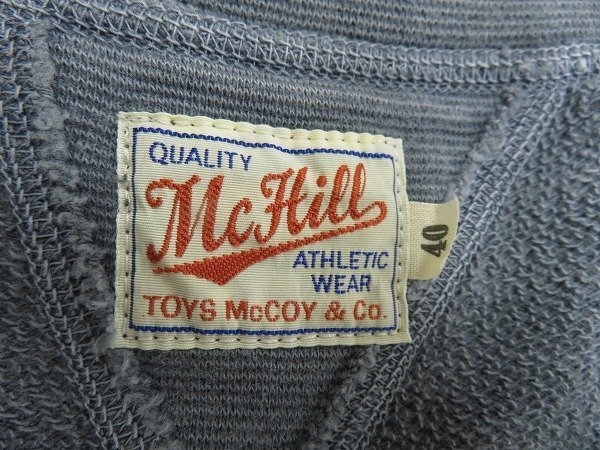 QUALITY
McHill
ATHLETIC
WEAR
TOYS McCOY & Co.
40